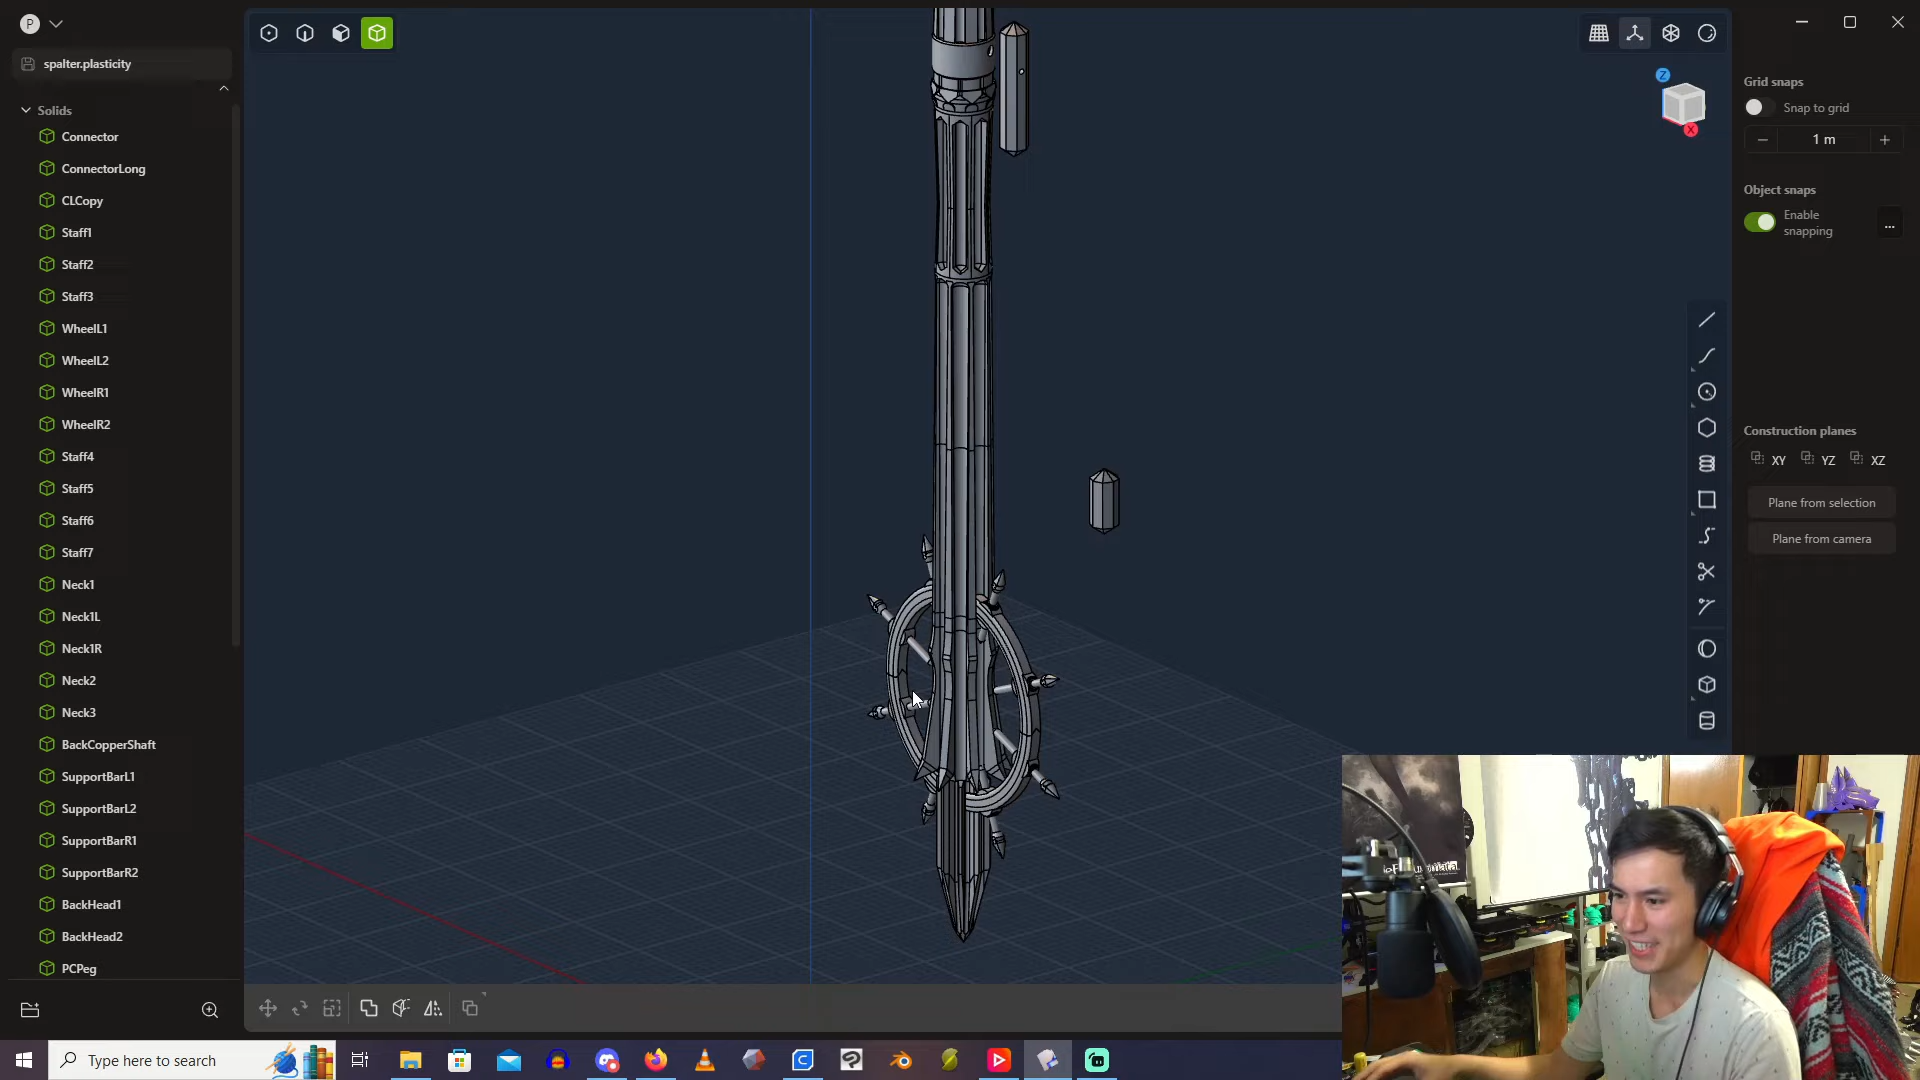 P
spalter.plasticity
Solids
Connector
ConnectorLong
CLCopy
Staff1
Staff2
Staff3
WheelL1
WheelL2
WheelR1
WheelR2
Staff4
Staff5
Staff6
Staff7
Neck1
Neck1L
Neck1R
Neck2
Neck3
BackCopperShaft
SupportBarL1
SupportBarL2
SupportBarR1
SupportBarR2
BackHead1
BackHead2
PCPeg
Z
X
Grid snaps
Snap to grid
1 m
Object snaps
Enable
snapping
...
Construction planes
XY YZ XZ
Plane from selection
Plane from camera
Type here to search